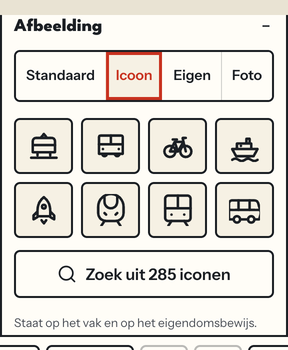 Afbeelding –
Standaard Icoon Eigen Foto
Zoek uit 285 iconen
Staat op het vak en op het eigendomsbewijs.